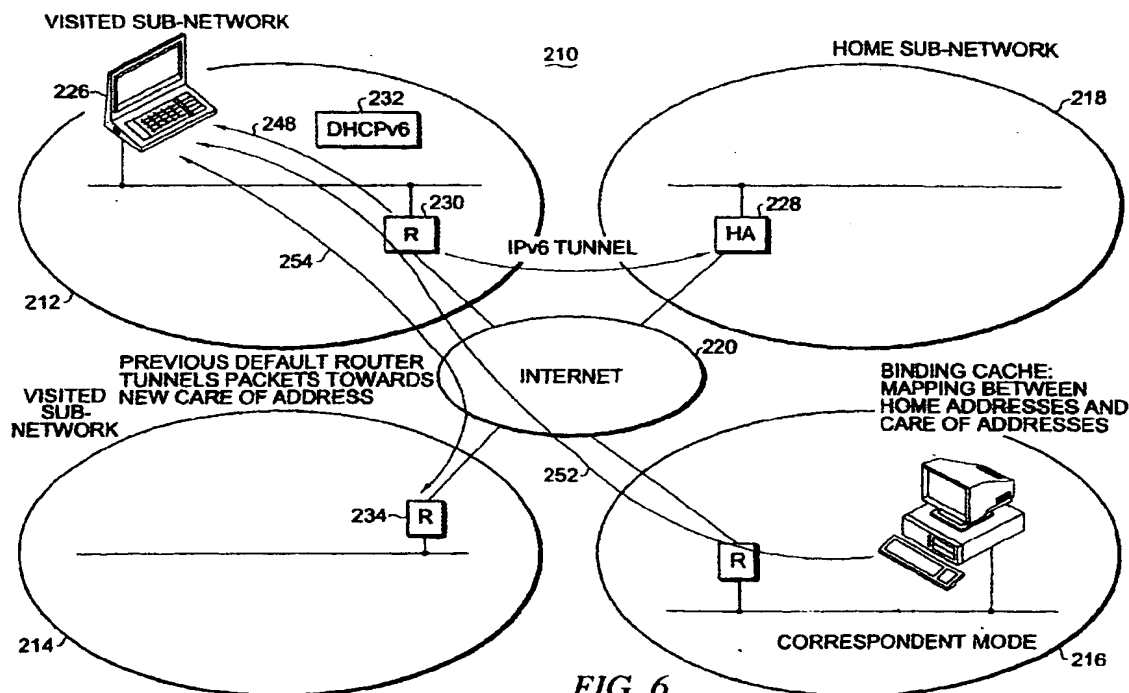 VISITED SUB-NETWORK
210
HOME SUB-NETWORK
226
232
DHCPv6
248
218
230
R
228
HA
IPv6 TUNNEL
254
212
220
INTERNET
PREVIOUS DEFAULT ROUTER
TUNNELS PACKETS TOWARDS
NEW CARE OF ADDRESS
VISITED
SUB-
NETWORK
BINDING CACHE:
MAPPING BETWEEN
HOME ADDRESSES AND
CARE OF ADDRESSES
252
234
R
R
214
CORRESPONDENT MODE
216
FIG. 6